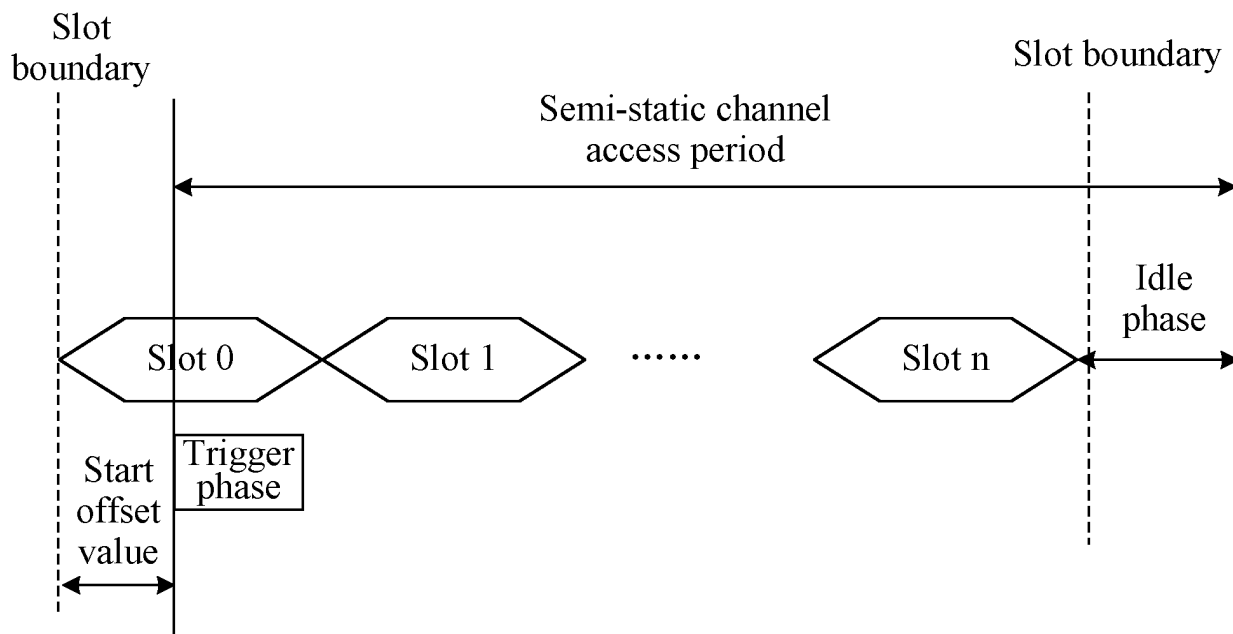 Slot
boundary
Slot boundary
Semi-static channel
access period
Idle
phase
Slot 0
Slot 1
······
Slot n
Trigger
phase
Start
offset
value